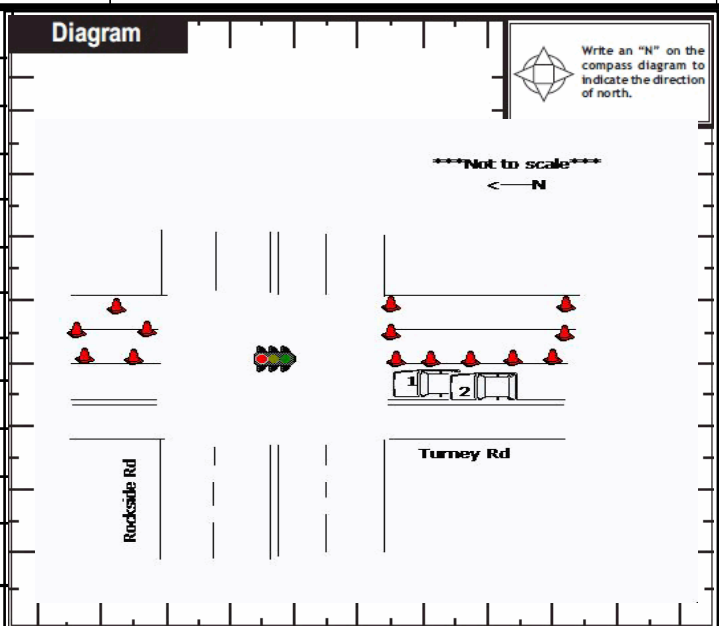 Diagram
Write an “N” on the
compass diagram to
indicate the direction
of north.
***Not to scale***
<——N
1
2
Turney Rd
Rockside Rd